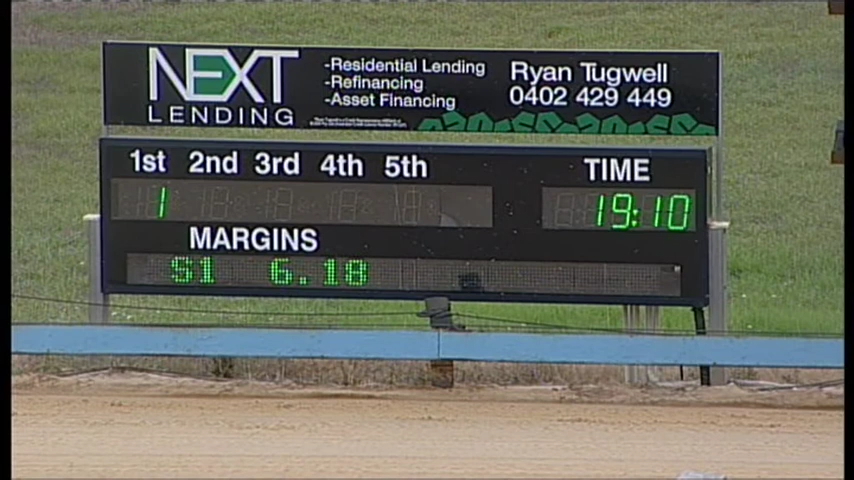 NEXT
LENDING
-Residential Lending
-Refinancing
-Asset Financing
Ryan Tugwell
0402 429 449
1st 2nd 3rd 4th 5th
TIME
1
19:10
MARGINS
S1 6.18